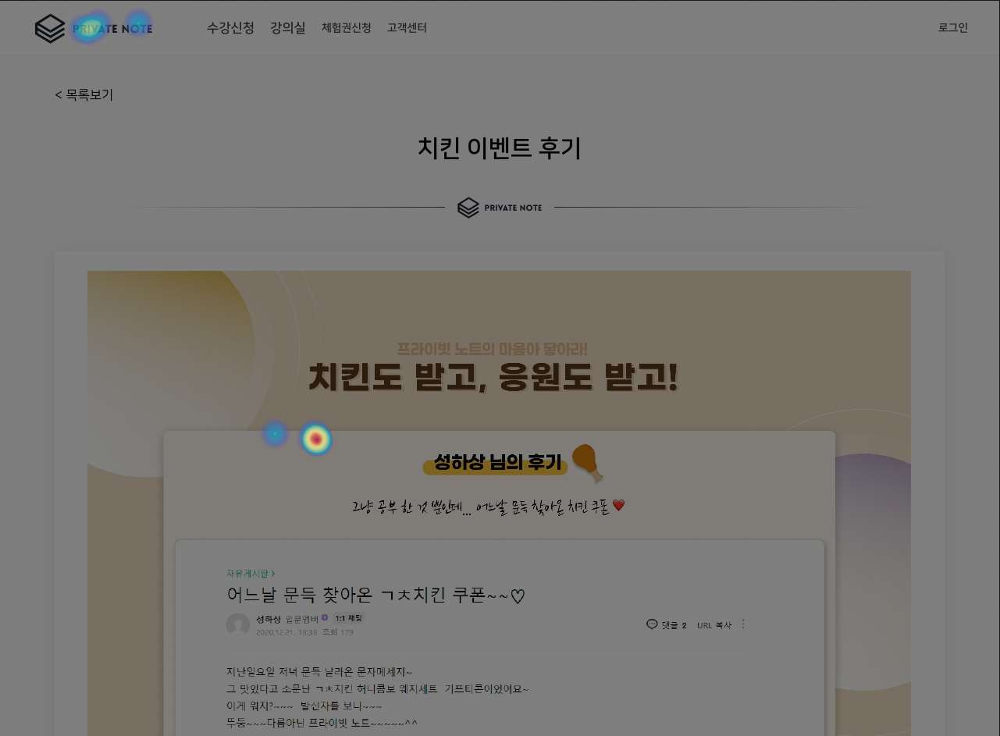 PRIVATE NOTE 수강신청 강의실 체험권신청 고객센터 로그인
< 목록보기
치킨 이벤트 후기
PRIVATE NOTE
프라이빗 노트의 마음아 닿아라!
치킨도 받고, 응원도 받고!
성하상 님의 후기
그냥 공부 한 것 뿐인데... 어느날 문득 찾아온 치킨 쿠폰❤️
자유게시판 >
어느날 문득 찾아온 ㄱㅊ치킨 쿠폰~~♡
성하상 입문멤버 1:1 채팅
2020.12.21. 19:38 조회 179
댓글 2 URL 복사
지난일요일 저녁 문득 날라온 문자메세지~
그 맛있다고 소문난 ㄱㅊ치킨 허니콤보 웨지세트 기프티콘이었어요~
이게 뭐지?~~~ 발신자를 보니~~~
뚜둥~~~다름아닌 프라이빗 노트~~~~~^^